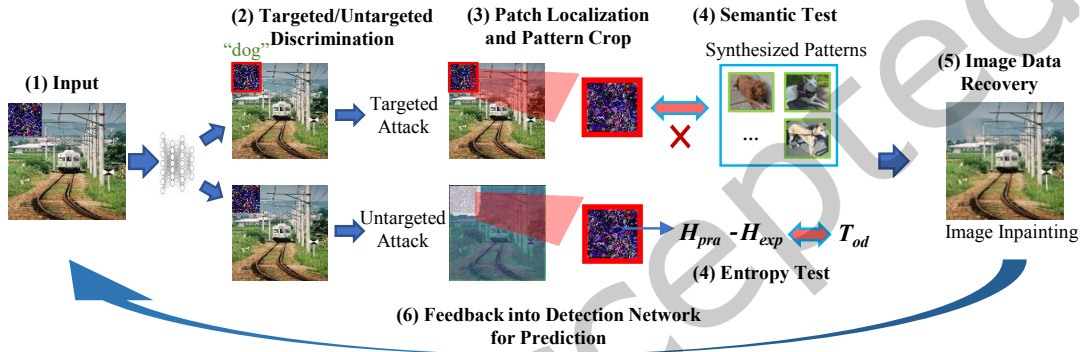 (1) Input
(2) Targeted/Untargeted
Discrimination
“dog”
Targeted
Attack
Untargeted
Attack
(3) Patch Localization
and Pattern Crop
(4) Semantic Test
Synthesized Patterns
...
H_pra - H_exp
T_od
(4) Entropy Test
(5) Image Data
Recovery
Image Inpainting
(6) Feedback into Detection Network
for Prediction